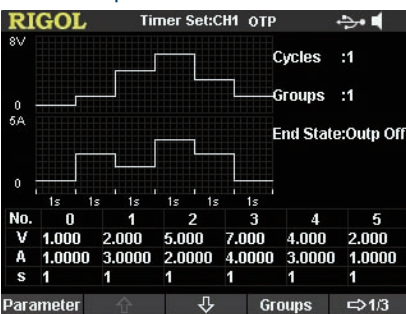 RIGOL Timer Set:CH1 OTP
8V
Cycles :1
0
Groups :1
5A
End State:Outp Off
0
1s 1s 1s 1s 1s 1s
No. 0 1 2 3 4 5
V 1.000 2.000 5.000 7.000 4.000 2.000
A 1.0000 3.0000 2.0000 4.0000 3.0000 1.0000
s 1 1 1 1 1 1
Parameter Groups 1/3